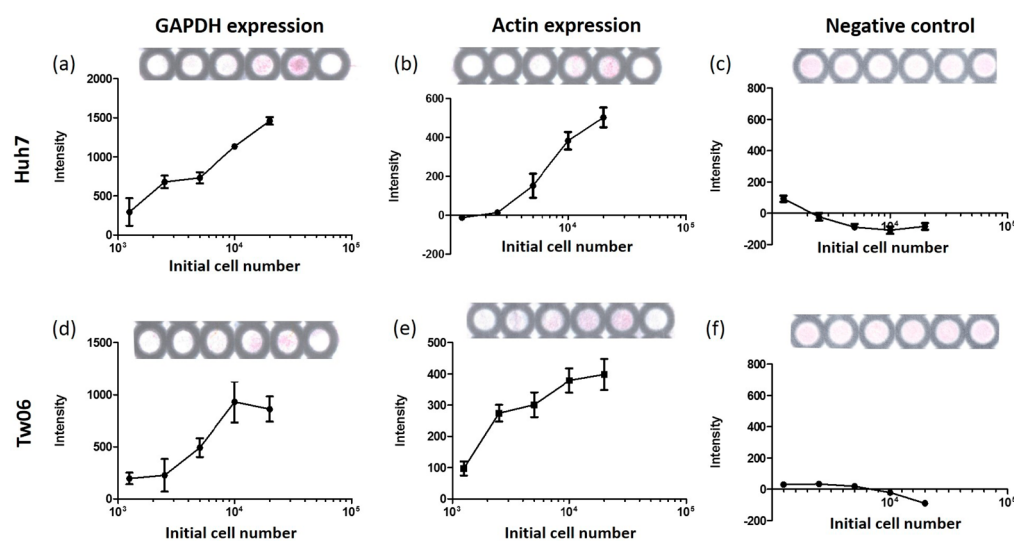 GAPDH expression
Actin expression
Negative control
Huh7
(a)
2000
1500
1000
500
0
Intensity
10³
10⁴
10⁵
Initial cell number
(b)
600
400
200
0
-200
Intensity
10⁴
10⁵
Initial cell number
(c)
800
600
400
200
0
-200
Intensity
10⁴
10⁵
Initial cell number
Tw06
(d)
1500
1000
500
0
Intensity
10³
10⁴
10⁵
Initial cell number
(e)
500
400
300
200
100
0
Intensity
10³
10⁴
10⁵
Initial cell number
(f)
800
600
400
200
0
-200
Intensity
10⁴
10⁵
Initial cell number